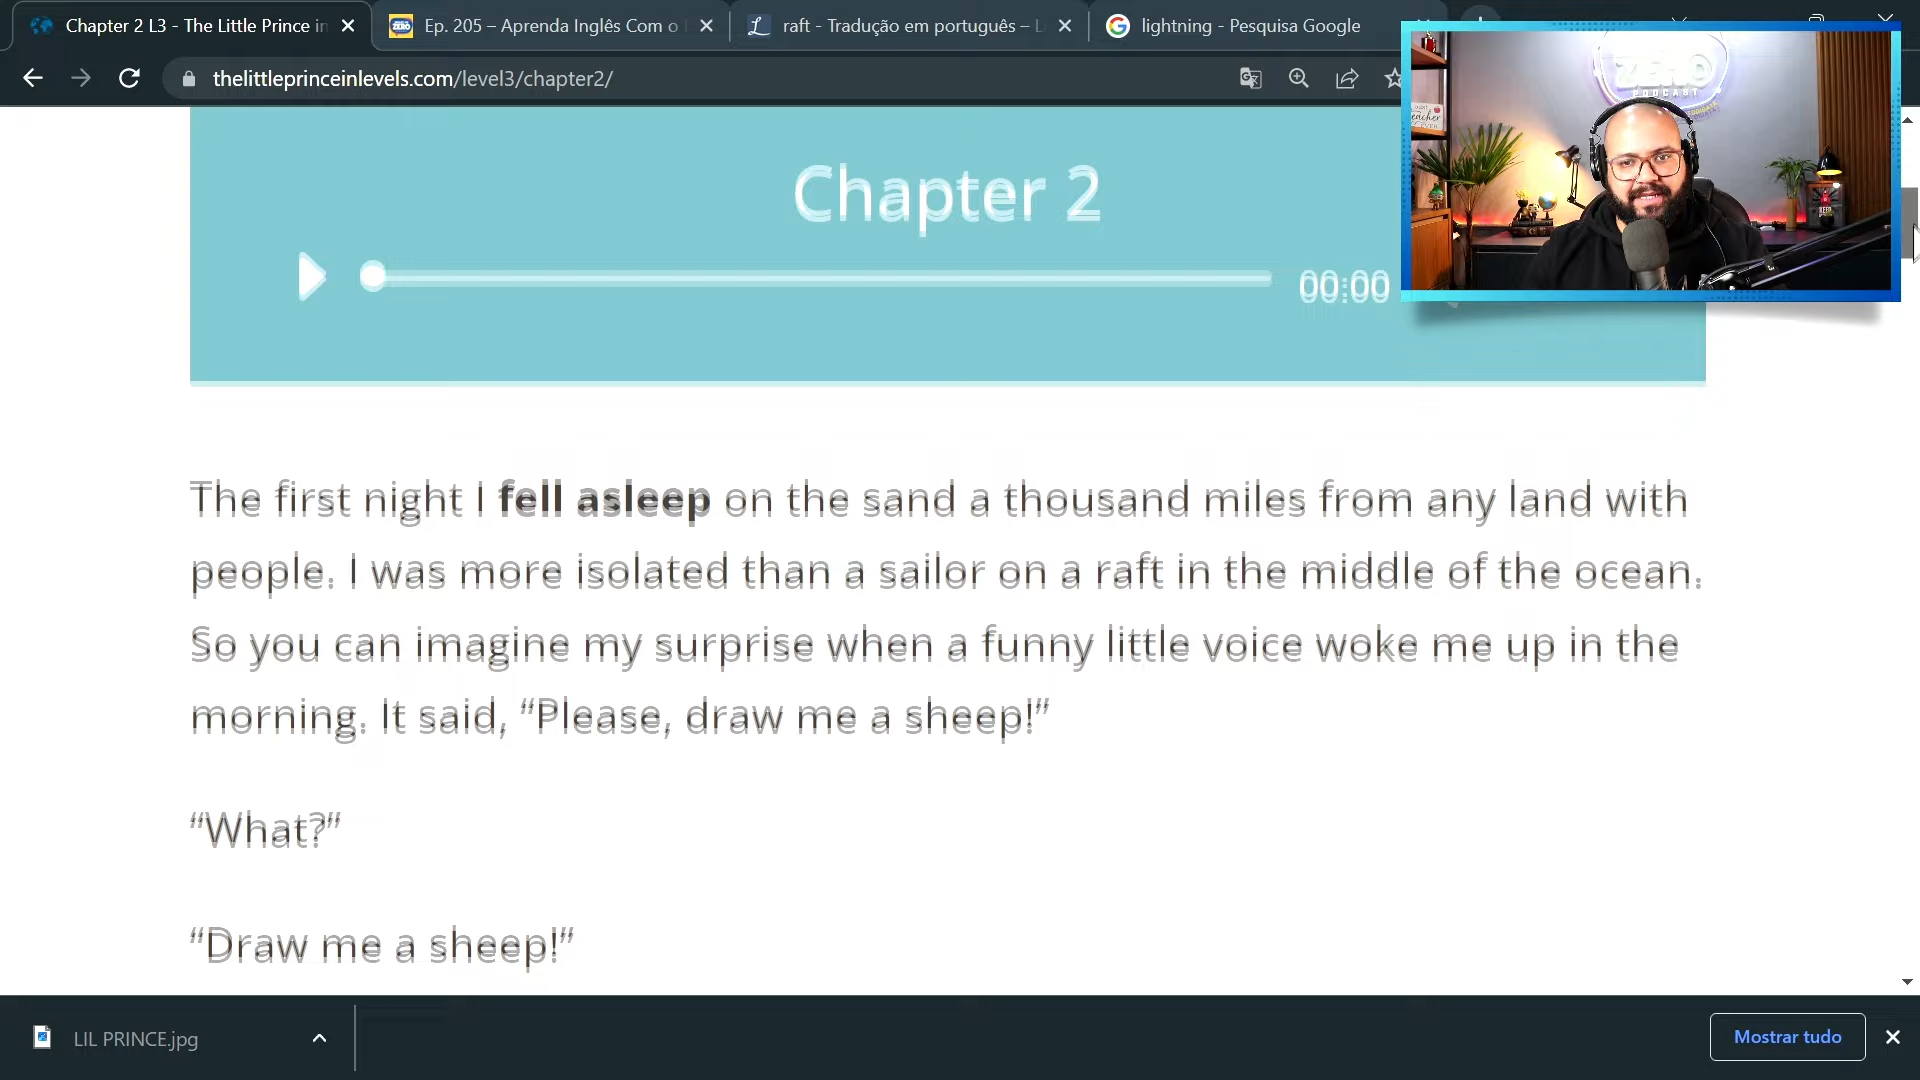 Chapter 2 L3 - The Little Prince in
Ep. 205 – Aprenda Inglês Com o
raft - Tradução em português –
lightning - Pesquisa Google
thelittleprinceinlevels.com/level3/chapter2/
ZERO
PODCAST
Chapter 2
00:00
The first night I fell asleep on the sand a thousand miles from any land with
people. I was more isolated than a sailor on a raft in the middle of the ocean.
So you can imagine my surprise when a funny little voice woke me up in the
morning. It said, “Please, draw me a sheep!”
“What?”
“Draw me a sheep!”
LIL PRINCE.jpg
Mostrar tudo